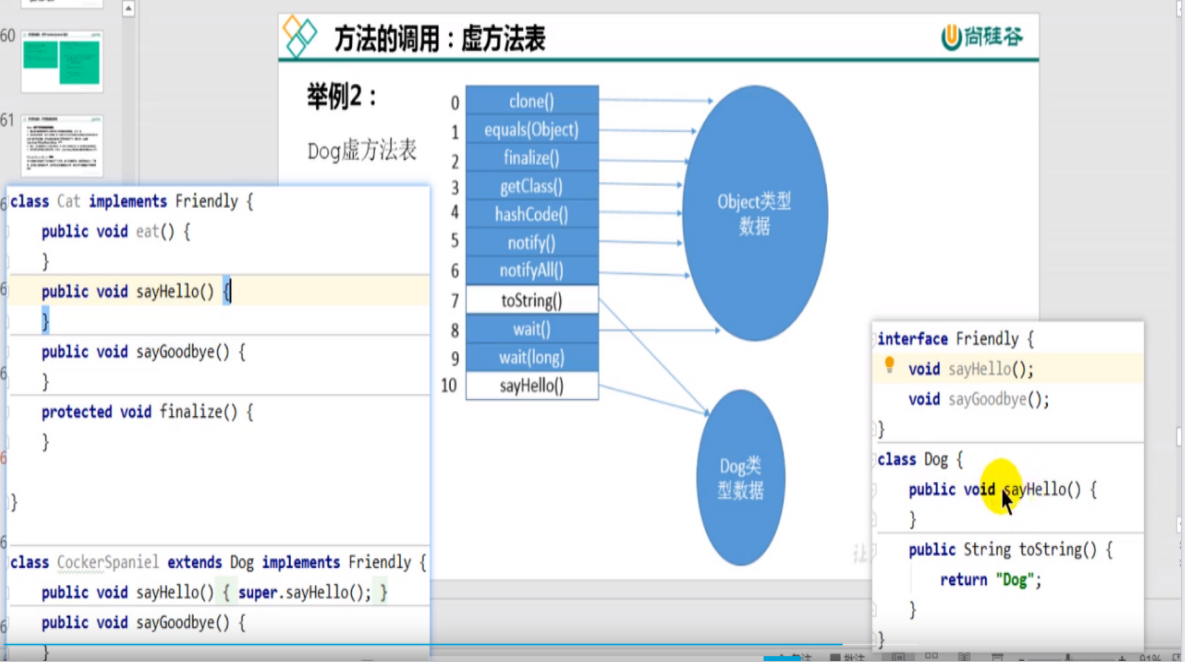 60
61
方法的调用：虚方法表
尚硅谷
举例2：
Dog虚方法表
0 clone()
1 equals(Object)
2 finalize()
3 getClass()
4 hashCode()
5 notify()
6 notifyAll()
7 toString()
8 wait()
9 wait(long)
10 sayHello()
Object类型
数据
Dog类
型数据
class Cat implements Friendly {
public void eat() {
}
public void sayHello() {
}
public void sayGoodbye() {
}
protected void finalize() {
}
}
class CockerSpaniel extends Dog implements Friendly {
public void sayHello() { super.sayHello(); }
public void sayGoodbye() {
}
interface Friendly {
void sayHello();
void sayGoodbye();
}
class Dog {
public void sayHello() {
}
public String toString() {
return "Dog";
}
}
批注
91%